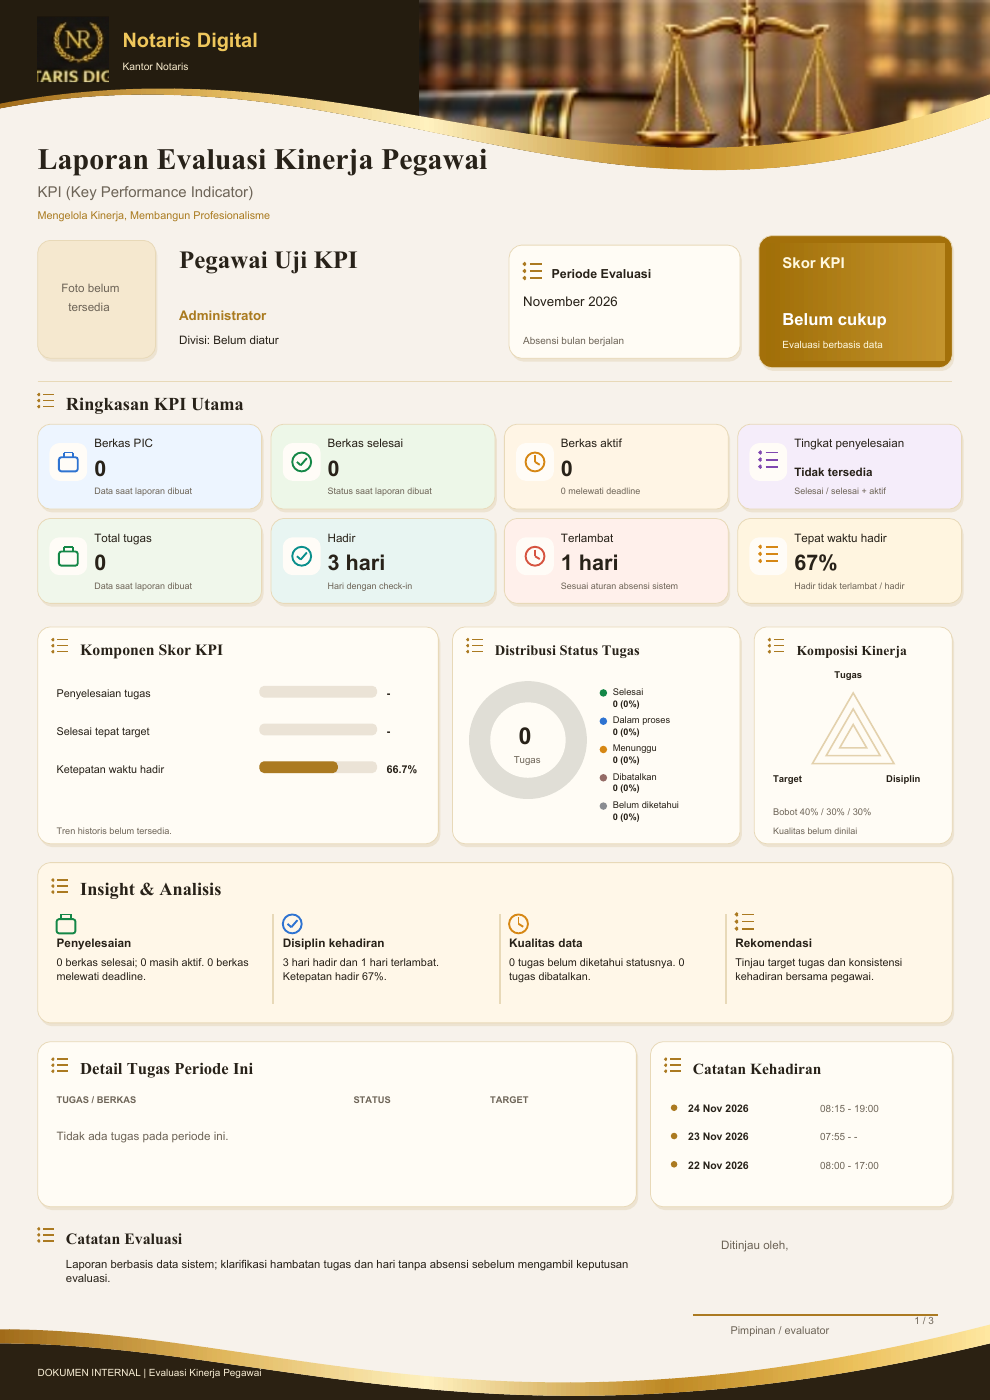 NR
TARIS DIG
Notaris Digital
Kantor Notaris
Laporan Evaluasi Kinerja Pegawai
KPI (Key Performance Indicator)
Mengelola Kinerja, Membangun Profesionalisme
Foto belum
tersedia
Pegawai Uji KPI
Administrator
Divisi: Belum diatur
Periode Evaluasi
November 2026
Absensi bulan berjalan
Skor KPI
Belum cukup
Evaluasi berbasis data
Ringkasan KPI Utama
Berkas PIC
0
Data saat laporan dibuat
Berkas selesai
0
Status saat laporan dibuat
Berkas aktif
0
0 melewati deadline
Tingkat penyelesaian
Tidak tersedia
Selesai / selesai + aktif
Total tugas
0
Data saat laporan dibuat
Hadir
3 hari
Hari dengan check-in
Terlambat
1 hari
Sesuai aturan absensi sistem
Tepat waktu hadir
67%
Hadir tidak terlambat / hadir
Komponen Skor KPI
Penyelesaian tugas -
Selesai tepat target -
Ketepatan waktu hadir 66.7%
Tren historis belum tersedia.
Distribusi Status Tugas
0
Tugas
Selesai
0 (0%)
Dalam proses
0 (0%)
Menunggu
0 (0%)
Dibatalkan
0 (0%)
Belum diketahui
0 (0%)
Komposisi Kinerja
Tugas
Target Disiplin
Bobot 40% / 30% / 30%
Kualitas belum dinilai
Insight & Analisis
Penyelesaian
0 berkas selesai; 0 masih aktif. 0 berkas
melewati deadline.
Disiplin kehadiran
3 hari hadir dan 1 hari terlambat.
Ketepatan hadir 67%.
Kualitas data
0 tugas belum diketahui statusnya. 0
tugas dibatalkan.
Rekomendasi
Tinjau target tugas dan konsistensi
kehadiran bersama pegawai.
Detail Tugas Periode Ini
TUGAS / BERKAS STATUS TARGET
Tidak ada tugas pada periode ini.
Catatan Kehadiran
24 Nov 2026 08:15 - 19:00
23 Nov 2026 07:55 - -
22 Nov 2026 08:00 - 17:00
Catatan Evaluasi
Laporan berbasis data sistem; klarifikasi hambatan tugas dan hari tanpa absensi sebelum mengambil keputusan
evaluasi.
Ditinjau oleh,
1 / 3
Pimpinan / evaluator
DOKUMEN INTERNAL | Evaluasi Kinerja Pegawai